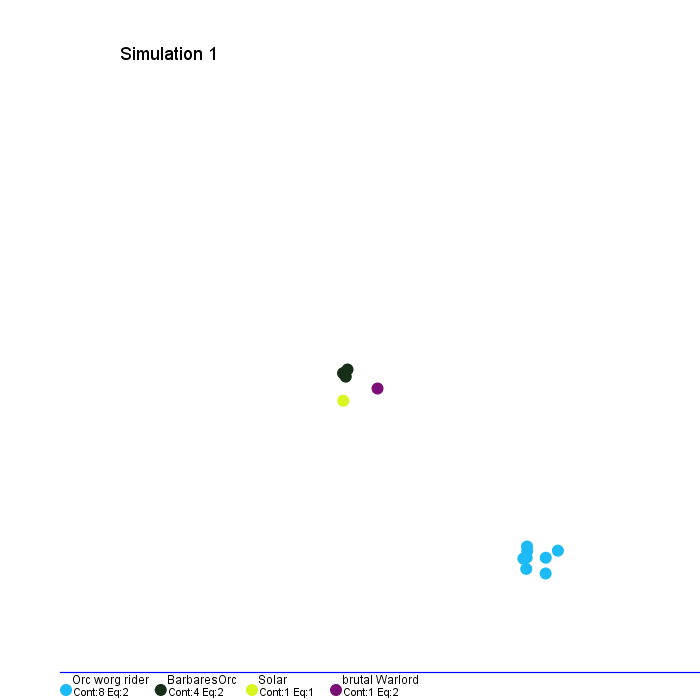 Simulation 1
Orc worg rider BarbaresOrc Solar brutal Warlord
Cont:8 Eq:2 Cont:4 Eq:2 Cont:1 Eq:1 Cont:1 Eq:2